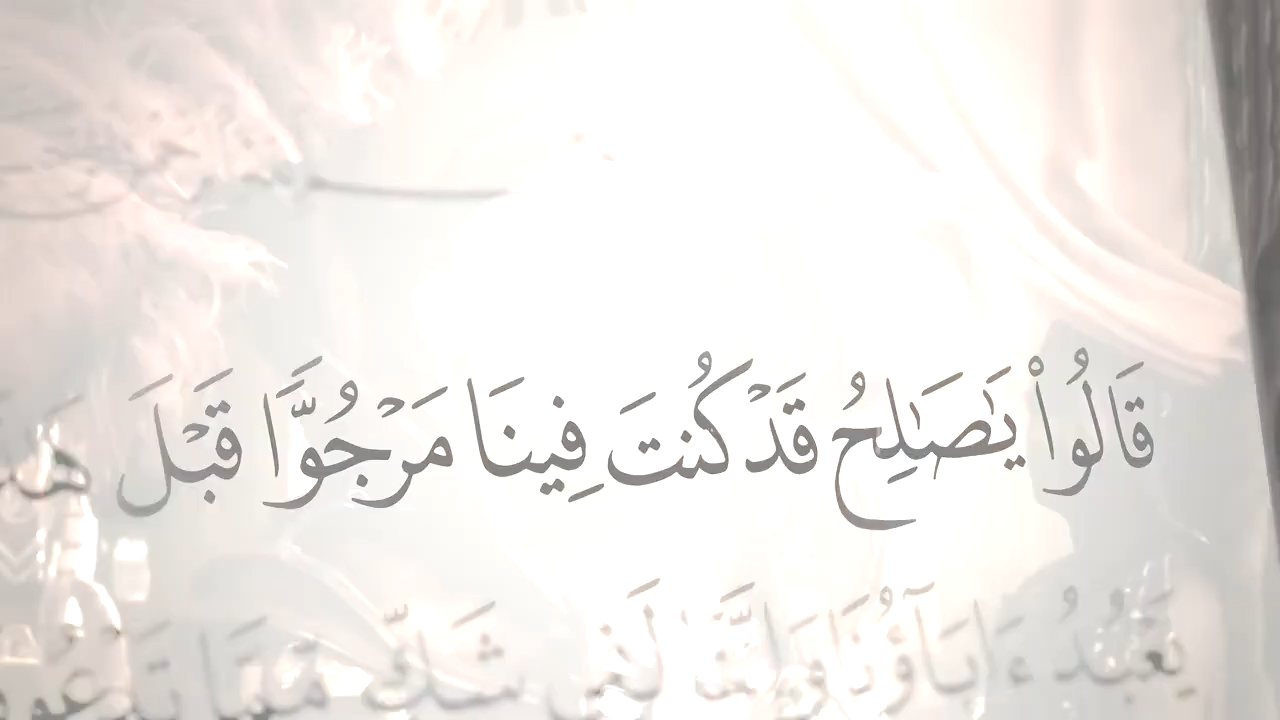 قَالُوا۟ يَٰصَٰلِحُ قَدْ كُنتَ فِينَا مَرْجُوًّا قَبْلَ هَ
يَعْبُدُ ءَابَآؤُنَا وَإِنَّنَا لَفِى شَكٍّ مِّمَّا تَدْعُو